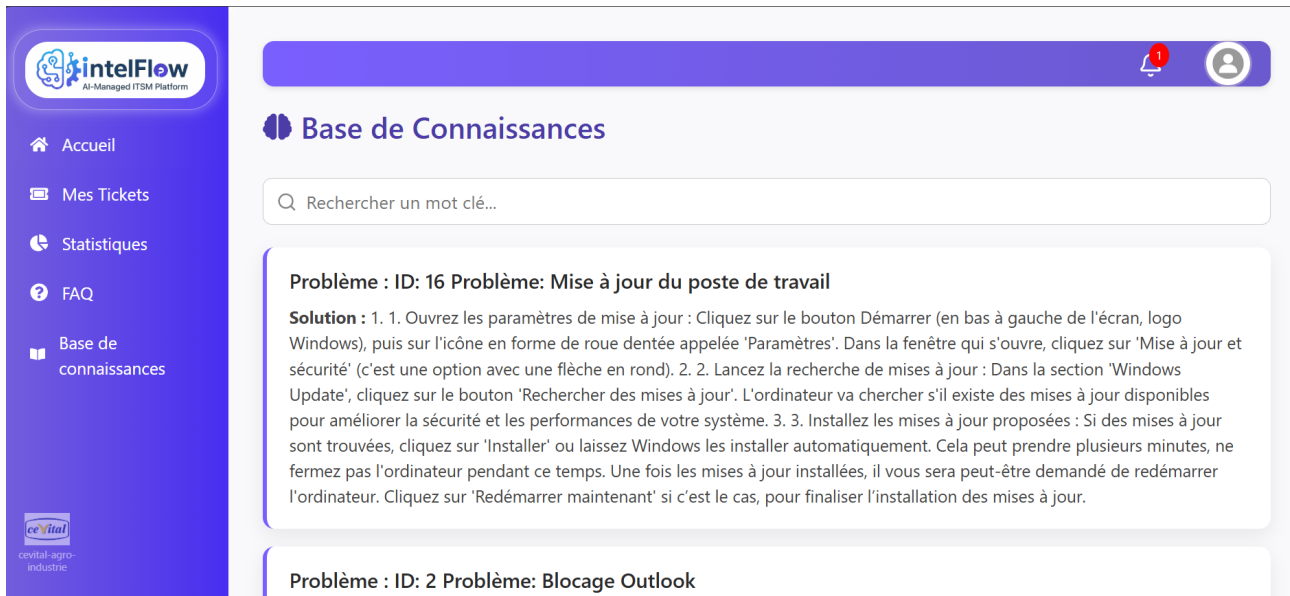 intelFlow
AI-Managed ITSM Platform
1
Accueil
Mes Tickets
Statistiques
FAQ
Base de
connaissances
cevital
cevital-agro-
industrie
Base de Connaissances
Rechercher un mot clé...
Problème : ID: 16 Problème: Mise à jour du poste de travail
Solution : 1. 1. Ouvrez les paramètres de mise à jour : Cliquez sur le bouton Démarrer (en bas à gauche de l'écran, logo
Windows), puis sur l'icône en forme de roue dentée appelée 'Paramètres'. Dans la fenêtre qui s'ouvre, cliquez sur 'Mise à jour et
sécurité' (c'est une option avec une flèche en rond). 2. 2. Lancez la recherche de mises à jour : Dans la section 'Windows
Update', cliquez sur le bouton 'Rechercher des mises à jour'. L'ordinateur va chercher s'il existe des mises à jour disponibles
pour améliorer la sécurité et les performances de votre système. 3. 3. Installez les mises à jour proposées : Si des mises à jour
sont trouvées, cliquez sur 'Installer' ou laissez Windows les installer automatiquement. Cela peut prendre plusieurs minutes, ne
fermez pas l'ordinateur pendant ce temps. Une fois les mises à jour installées, il vous sera peut-être demandé de redémarrer
l'ordinateur. Cliquez sur 'Redémarrer maintenant' si c’est le cas, pour finaliser l’installation des mises à jour.
Problème : ID: 2 Problème: Blocage Outlook